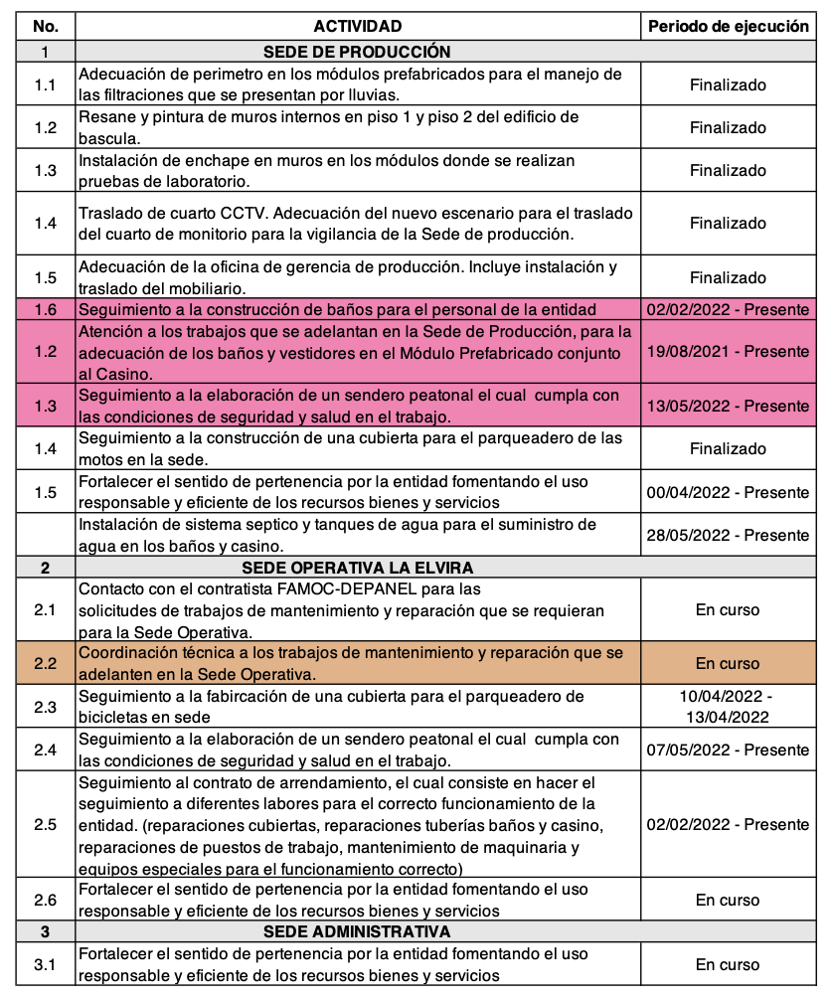 No. ACTIVIDAD Periodo de ejecución
1 SEDE DE PRODUCCIÓN
1.1 Adecuación de perimetro en los módulos prefabricados para el manejo de
las filtraciones que se presentan por lluvias. Finalizado
1.2 Resane y pintura de muros internos en piso 1 y piso 2 del edificio de
bascula. Finalizado
1.3 Instalación de enchape en muros en los módulos donde se realizan
pruebas de laboratorio. Finalizado
1.4 Traslado de cuarto CCTV. Adecuación del nuevo escenario para el traslado
del cuarto de monitorio para la vigilancia de la Sede de producción. Finalizado
1.5 Adecuación de la oficina de gerencia de producción. Incluye instalación y
traslado del mobiliario. Finalizado
1.6 Seguimiento a la construcción de baños para el personal de la entidad 02/02/2022 - Presente
1.2 Atención a los trabajos que se adelantan en la Sede de Producción, para la
adecuación de los baños y vestidores en el Módulo Prefabricado conjunto
al Casino. 19/08/2021 - Presente
1.3 Seguimiento a la elaboración de un sendero peatonal el cual cumpla con
las condiciones de seguridad y salud en el trabajo. 13/05/2022 - Presente
1.4 Seguimiento a la construcción de una cubierta para el parqueadero de las
motos en la sede. Finalizado
1.5 Fortalecer el sentido de pertenencia por la entidad fomentando el uso
responsable y eficiente de los recursos bienes y servicios 00/04/2022 - Presente
Instalación de sistema septico y tanques de agua para el suministro de
agua en los baños y casino. 28/05/2022 - Presente
2 SEDE OPERATIVA LA ELVIRA
2.1 Contacto con el contratista FAMOC-DEPANEL para las
solicitudes de trabajos de mantenimiento y reparación que se requieran
para la Sede Operativa. En curso
2.2 Coordinación técnica a los trabajos de mantenimiento y reparación que se
adelanten en la Sede Operativa. En curso
2.3 Seguimiento a la fabircación de una cubierta para el parqueadero de
bicicletas en sede 10/04/2022 -
13/04/2022
2.4 Seguimiento a la elaboración de un sendero peatonal el cual cumpla con
las condiciones de seguridad y salud en el trabajo. 07/05/2022 - Presente
2.5 Seguimiento al contrato de arrendamiento, el cual consiste en hacer el
seguimiento a diferentes labores para el correcto funcionamiento de la
entidad. (reparaciones cubiertas, reparaciones tuberías baños y casino,
reparaciones de puestos de trabajo, mantenimiento de maquinaria y
equipos especiales para el funcionamiento correcto) 02/02/2022 - Presente
2.6 Fortalecer el sentido de pertenencia por la entidad fomentando el uso
responsable y eficiente de los recursos bienes y servicios En curso
3 SEDE ADMINISTRATIVA
3.1 Fortalecer el sentido de pertenencia por la entidad fomentando el uso
responsable y eficiente de los recursos bienes y servicios En curso